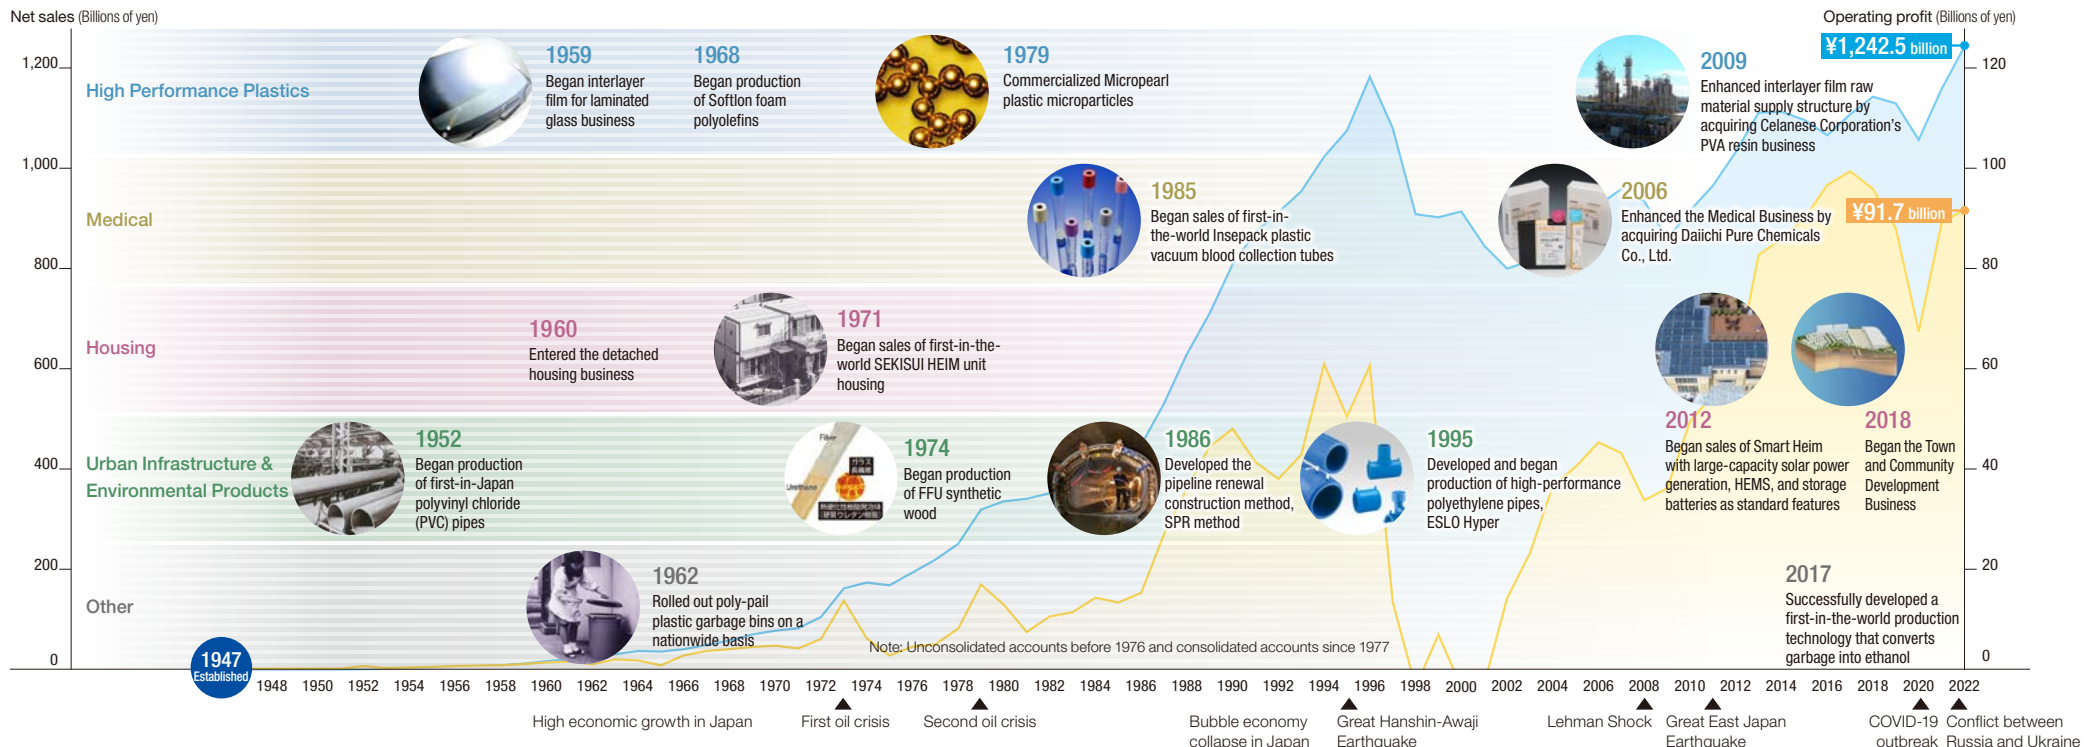 Net sales (Billions of yen)
Operating profit (Billions of yen)
¥1,242.5 billion
1,200
1,000
800
600
400
200
0
120
100
80
60
40
20
0
High Performance Plastics
1959
Began interlayer
film for laminated
glass business
1968
Began production
of Softlon foam
polyolefins
1979
Commercialized Micropearl
plastic microparticles
2009
Enhanced interlayer film raw
material supply structure by
acquiring Celanese Corporation's
PVA resin business
Medical
1985
Began sales of first-in-
the-world Insepack plastic
vacuum blood collection tubes
2006
Enhanced the Medical Business by
acquiring Daiichi Pure Chemicals
Co., Ltd.
¥91.7 billion
Housing
1960
Entered the detached
housing business
1971
Began sales of first-in-the-
world SEKISUI HEIM unit
housing
2012
Began sales of Smart Heim
with large-capacity solar power
generation, HEMS, and storage
batteries as standard features
2018
Began the Town
and Community
Development
Business
Urban Infrastructure &
Environmental Products
1952
Began production
of first-in-Japan
polyvinyl chloride
(PVC) pipes
Fiber
ガラス
Urethane
1974
Began production
of FFU synthetic
wood
1986
Developed the
pipeline renewal
construction method,
SPR method
1995
Developed and began
production of high-performance
polyethylene pipes,
ESLO Hyper
Other
1962
Rolled out poly-pail
plastic garbage bins on a
nationwide basis
2017
Successfully developed a
first-in-the-world production
technology that converts
garbage into ethanol
Note: Unconsolidated accounts before 1976 and consolidated accounts since 1977
1947
Established
1948 1950 1952 1954 1956 1958 1960 1962 1964 1966 1968 1970 1972 1974 1976 1978 1980 1982 1984 1986 1988 1990 1992 1994 1996 1998 2000 2002 2004 2006 2008 2010 2012 2014 2016 2018 2020 2022
High economic growth in Japan
First oil crisis
Second oil crisis
Bubble economy
collapse in Japan
Great Hanshin-Awaji
Earthquake
Lehman Shock
Great East Japan
Earthquake
COVID-19
outbreak
Conflict between
Russia and Ukraine